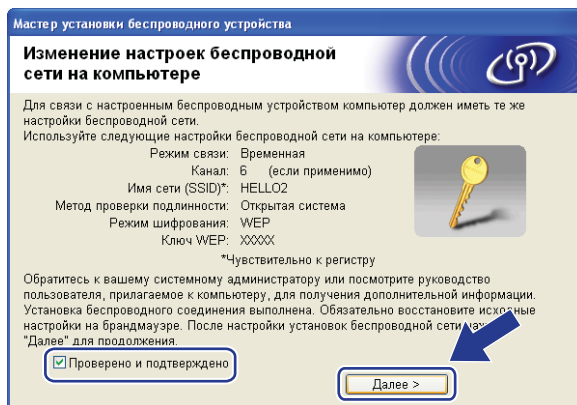 Мастер установки беспроводного устройства
Изменение настроек беспроводной
сети на компьютере
Для связи с настроенным беспроводным устройством компьютер должен иметь те же
настройки беспроводной сети.
Используйте следующие настройки беспроводной сети на компьютере:
Режим связи: Временная
Канал: 6 (если применимо)
Имя сети (SSID)*: HELLO2
Метод проверки подлинности: Открытая система
Режим шифрования: WEP
Ключ WEP: XXXXX
*Чувствительно к регистру
Обратитесь к вашему системному администратору или посмотрите руководство
пользователя, прилагаемое к компьютеру, для получения дополнительной информации.
Установка беспроводного соединения выполнена. Обязательно восстановите исходные
настройки на брандмауэре. После настройки установок беспроводной сети
"Далее" для продолжения.
Проверено и подтверждено
Далее >